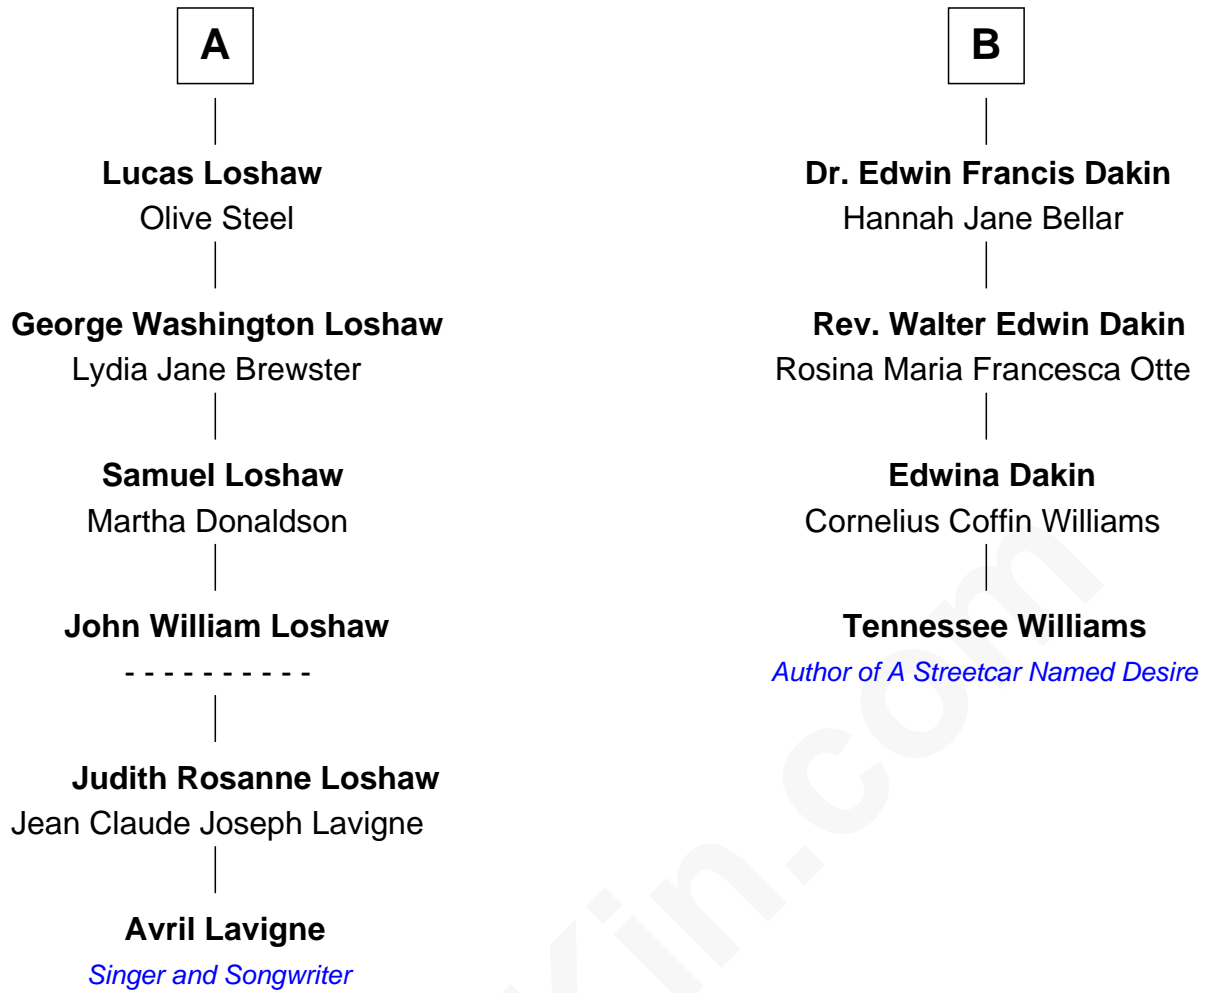 A
Lucas Loshaw
Olive Steel
George Washington Loshaw
Lydia Jane Brewster
Samuel Loshaw
Martha Donaldson
John William Loshaw
- - - - - - - - - -
Judith Rosanne Loshaw
Jean Claude Joseph Lavigne
Avril Lavigne
Singer and Songwriter
B
Dr. Edwin Francis Dakin
Hannah Jane Bellar
Rev. Walter Edwin Dakin
Rosina Maria Francesca Otte
Edwina Dakin
Cornelius Coffin Williams
Tennessee Williams
Author of A Streetcar Named Desire